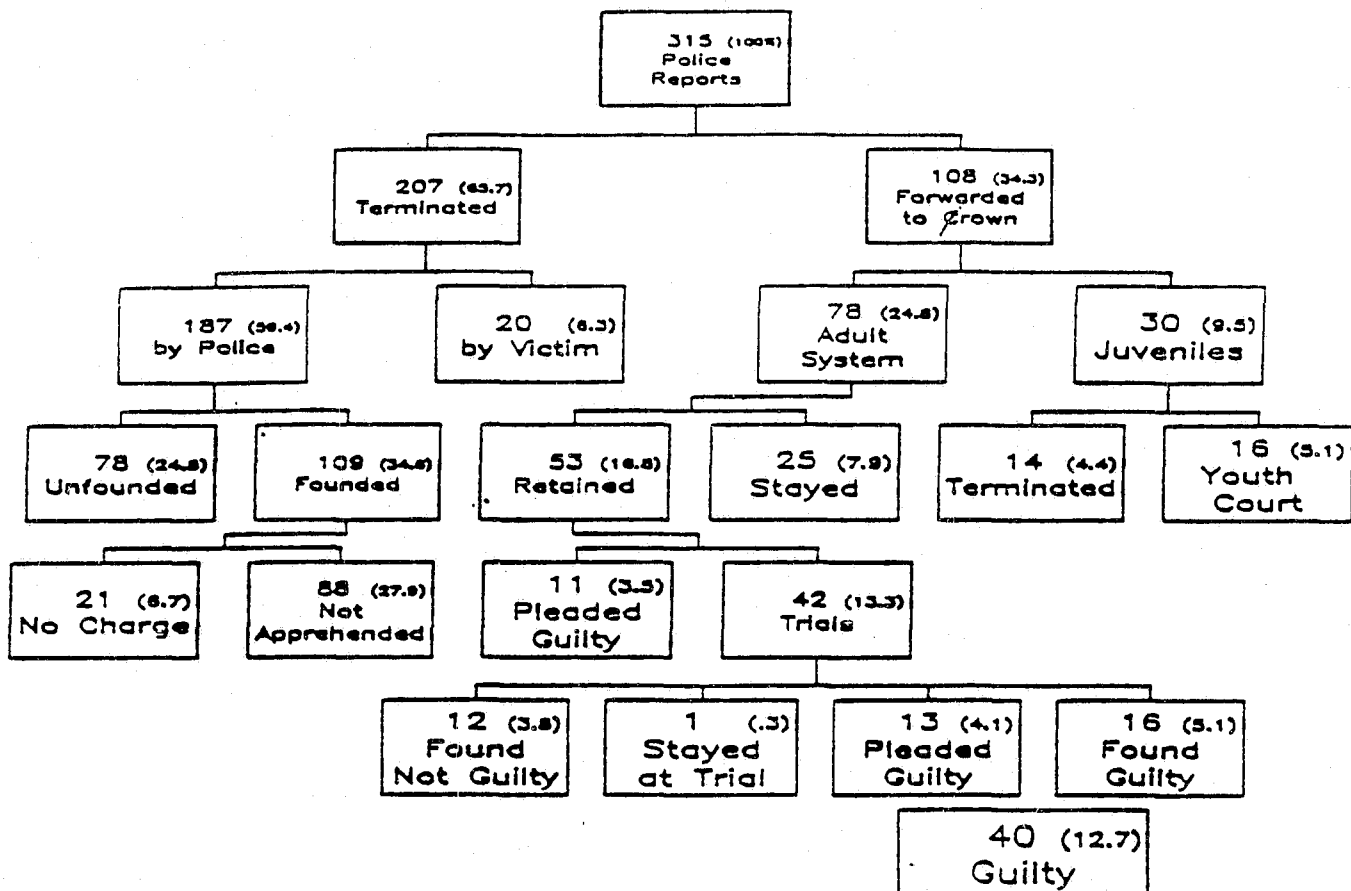 315 (100%)
Police
Reports
207 (65.7)
Terminated
108 (34.3)
Forwarded
to Crown
187 (59.4)
by Police
20 (6.3)
by Victim
78 (24.8)
Adult
System
30 (9.5)
Juveniles
78 (24.8)
Unfounded
109 (34.6)
Founded
53 (16.8)
Retained
25 (7.9)
Stayed
14 (4.4)
Terminated
16 (5.1)
Youth
Court
21 (6.7)
No Charge
88 (27.9)
Not
Apprehended
11 (3.5)
Pleaded
Guilty
42 (13.3)
Trials
12 (3.8)
Found
Not Guilty
1 (.3)
Stayed
at Trial
13 (4.1)
Pleaded
Guilty
16 (5.1)
Found
Guilty
40 (12.7)
Guilty